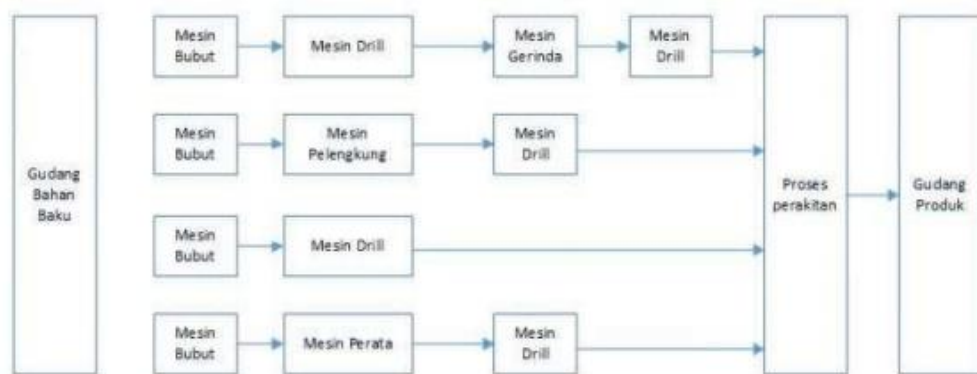 Gudang
Bahan
Baku
Mesin
Bubut
Mesin Drill
Mesin
Gerinda
Mesin
Drill
Mesin
Bubut
Mesin
Pelengkung
Mesin
Drill
Mesin
Bubut
Mesin Drill
Mesin
Bubut
Mesin Perata
Mesin
Drill
Proses
perakitan
Gudang
Produk